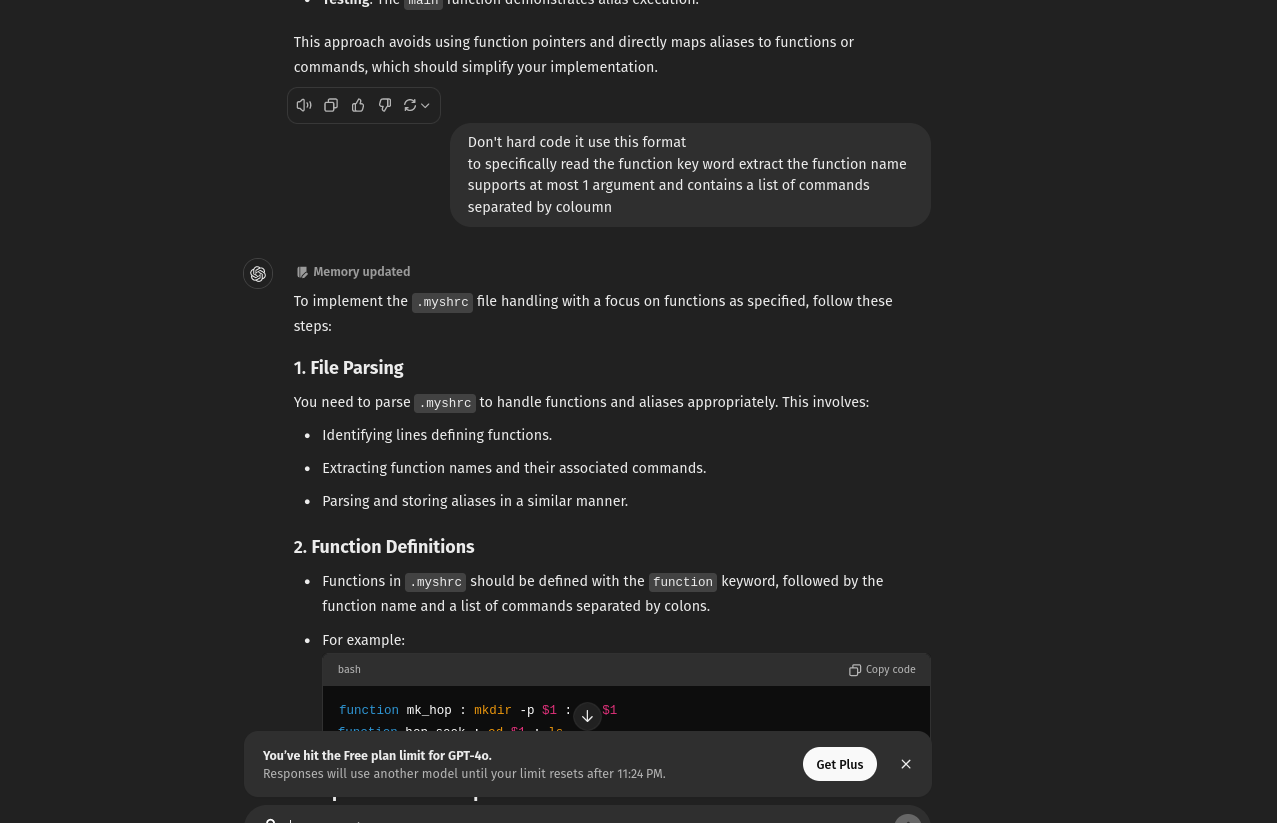 Testing: The main function demonstrates alias execution.
This approach avoids using function pointers and directly maps aliases to functions or
commands, which should simplify your implementation.
Don't hard code it use this format
to specifically read the function key word extract the function name
supports at most 1 argument and contains a list of commands
separated by coloumn
Memory updated
To implement the .myshrc file handling with a focus on functions as specified, follow these
steps:
1. File Parsing
You need to parse .myshrc to handle functions and aliases appropriately. This involves:
• Identifying lines defining functions.
• Extracting function names and their associated commands.
• Parsing and storing aliases in a similar manner.
2. Function Definitions
• Functions in .myshrc should be defined with the function keyword, followed by the
function name and a list of commands separated by colons.
• For example:
bash
Copy code
function mk_hop : mkdir -p $1 : $1
function hop_seek : cd $1 : ls
You've hit the Free plan limit for GPT-4o.
Responses will use another model until your limit resets after 11:24 PM.
Get Plus